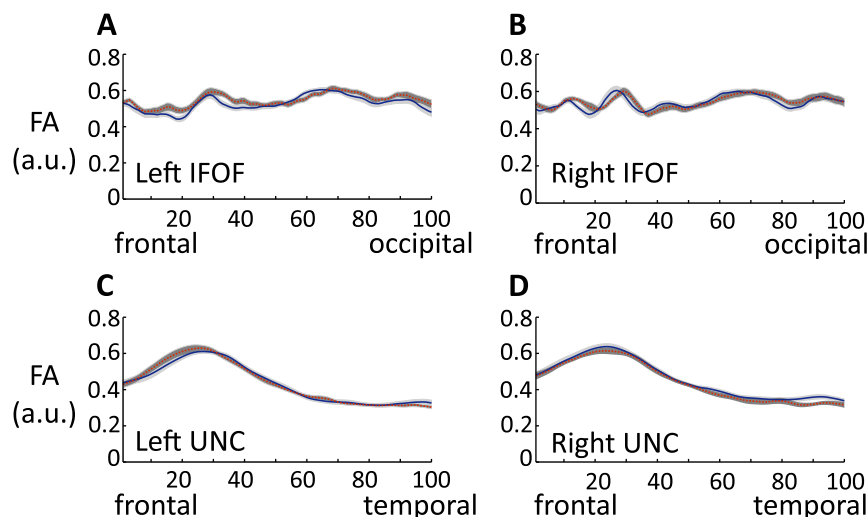 A
B
0.8
0.6
0.4
0.2
0
FA
(a.u.)
Left IFOF
20 40 60 80 100
frontal occipital
0.8
0.6
0.4
0.2
0
Right IFOF
20 40 60 80 100
frontal occipital
C
D
0.8
0.6
0.4
0.2
0
FA
(a.u.)
Left UNC
20 40 60 80 100
frontal temporal
0.8
0.6
0.4
0.2
0
Right UNC
20 40 60 80 100
frontal temporal